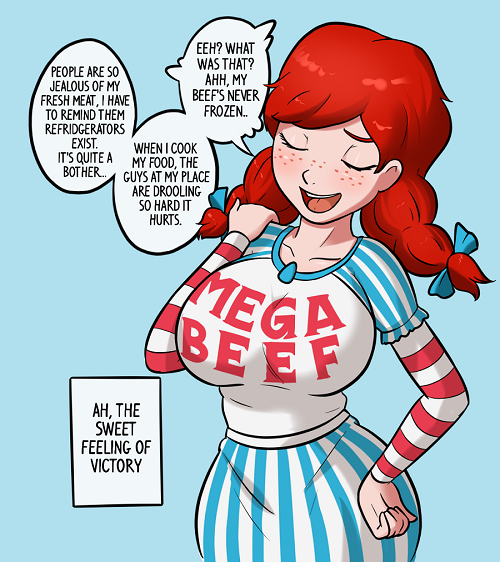 EEH? WHAT
WAS THAT?
AHH, MY
BEEF'S NEVER
FROZEN..
PEOPLE ARE SO
JEALOUS OF MY
FRESH MEAT, I HAVE
TO REMIND THEM
REFRIDGERATORS
EXIST.
IT'S QUITE A
BOTHER...
WHEN I COOK
MY FOOD, THE
GUYS AT MY PLACE
ARE DROOLING
SO HARD IT
HURTS.
MEGA
BEEF
AH, THE
SWEET
FEELING OF
VICTORY